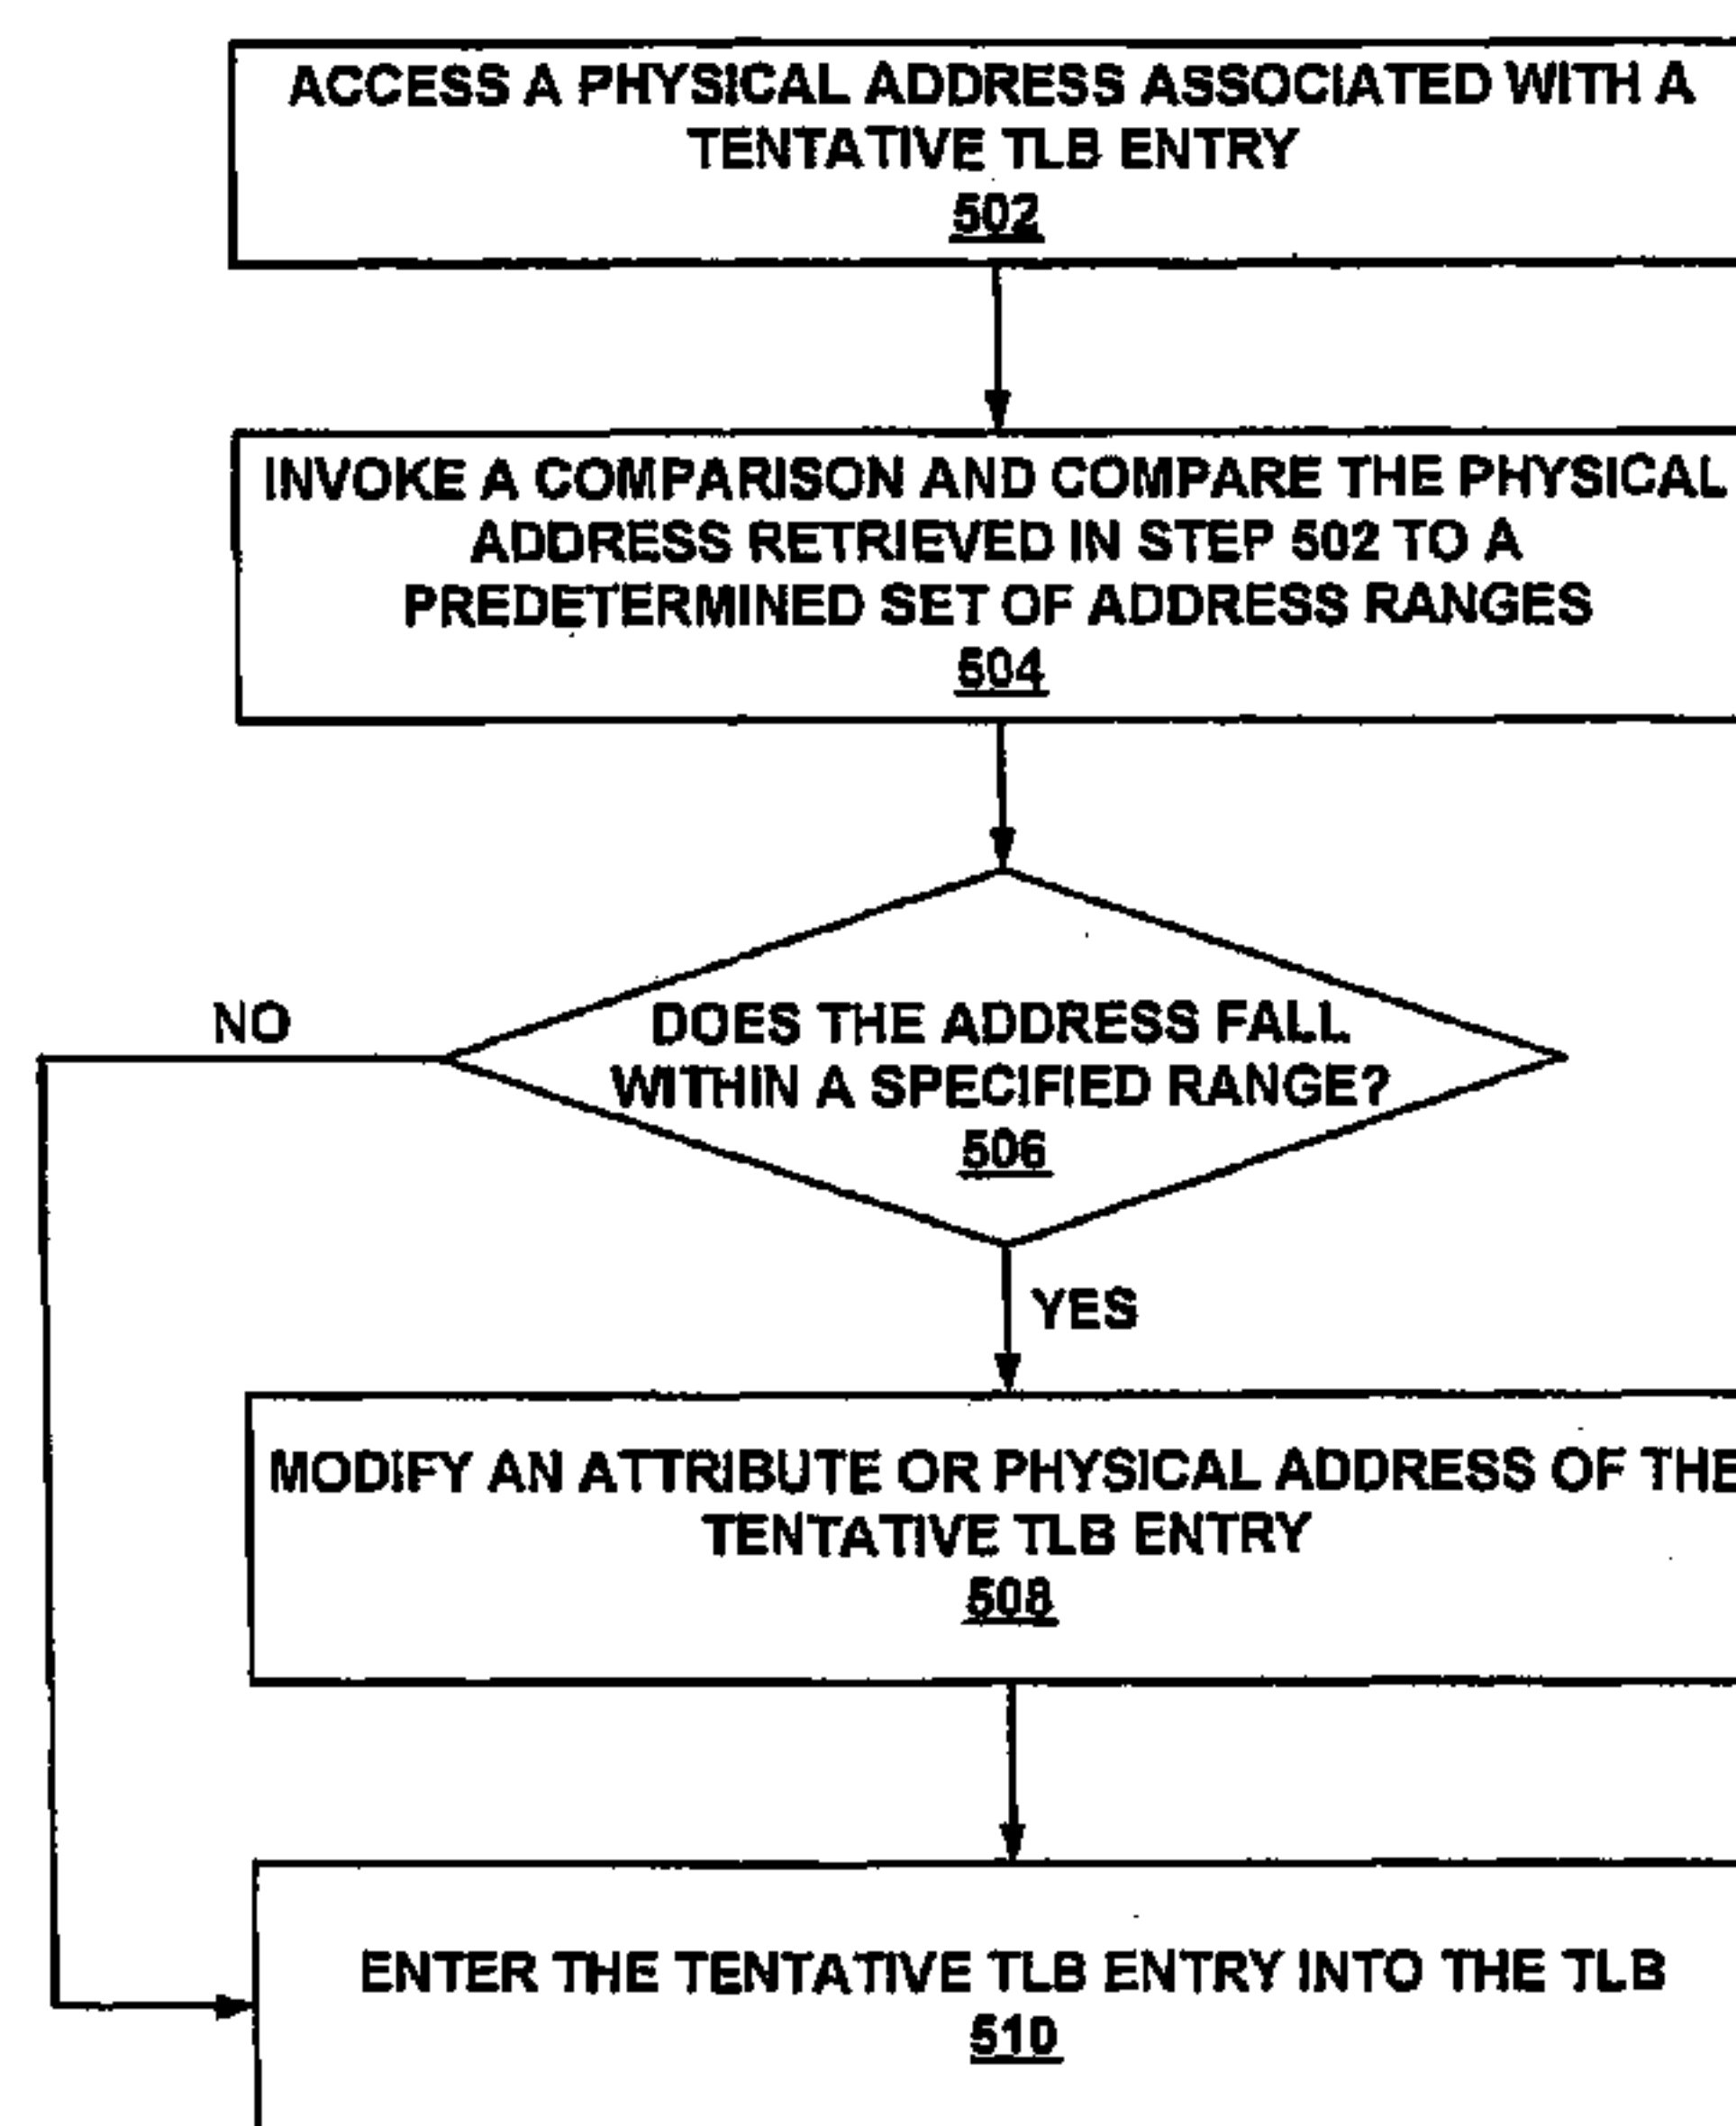 ACCESS A PHYSICAL ADDRESS ASSOCIATED WITH A
TENTATIVE TLB ENTRY
502
INVOKE A COMPARISON AND COMPARE THE PHYSICAL
ADDRESS RETRIEVED IN STEP 502 TO A
PREDETERMINED SET OF ADDRESS RANGES
504
NO
DOES THE ADDRESS FALL
WITHIN A SPECIFIED RANGE?
506
YES
MODIFY AN ATTRIBUTE OR PHYSICAL ADDRESS OF THE
TENTATIVE TLB ENTRY
508
ENTER THE TENTATIVE TLB ENTRY INTO THE TLB
510